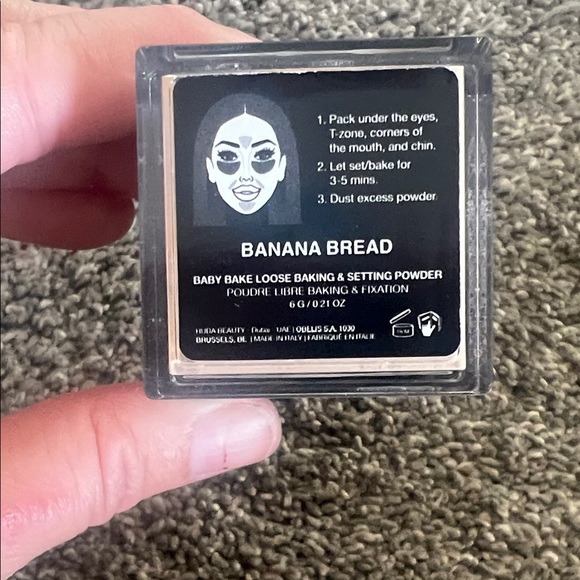 1. Pack under the eyes,
T-zone, corners of
the mouth, and chin.
2. Let set/bake for
3-5 mins.
3. Dust excess powder
BANANA BREAD
BABY BAKE LOOSE BAKING & SETTING POWDER
POUDRE LIBRE BAKING & FIXATION
6 G / 0.21 OZ
HUDA BEAUTY - Dubai - UAE | OBELIS S.A. 1030
BRUSSELS, BE. | MADE IN ITALY | FABRIQUÉ EN ITALIE